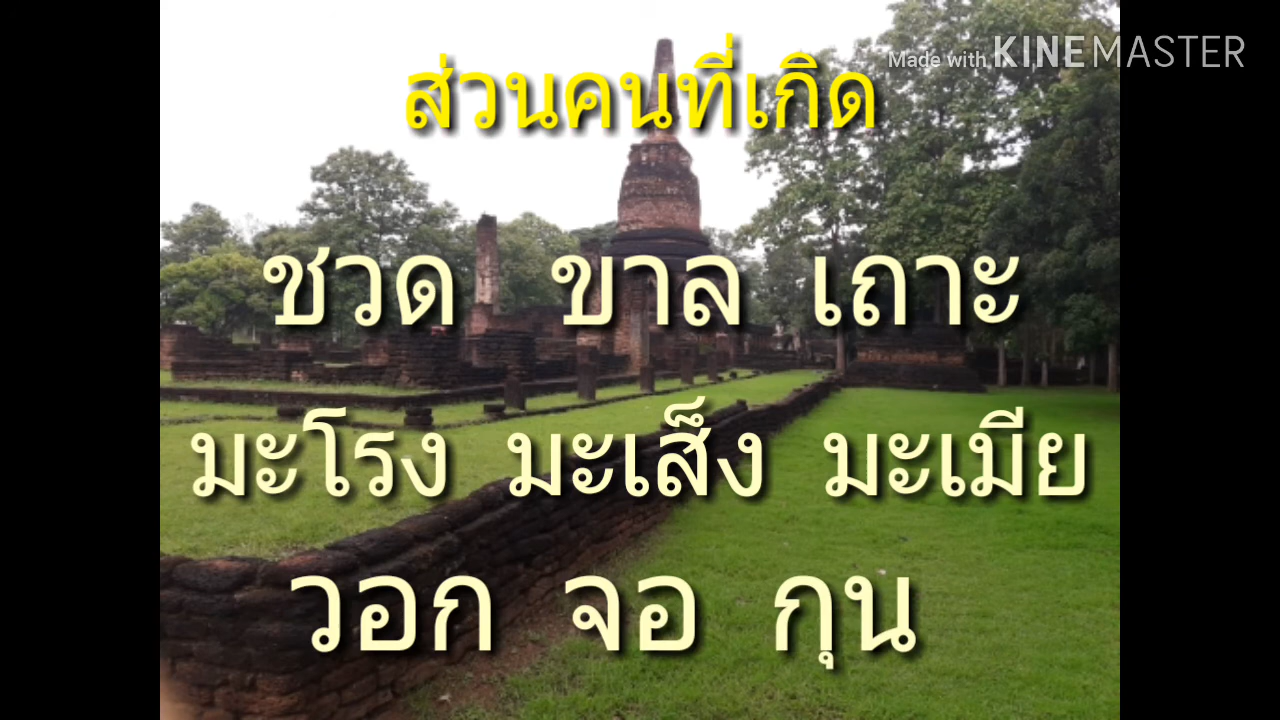 ส่วนคนที่เกิด
Made with KINEMASTER
ชวด ขาล เถาะ
มะโรง มะเส็ง มะเมีย
วอก จอ กุน